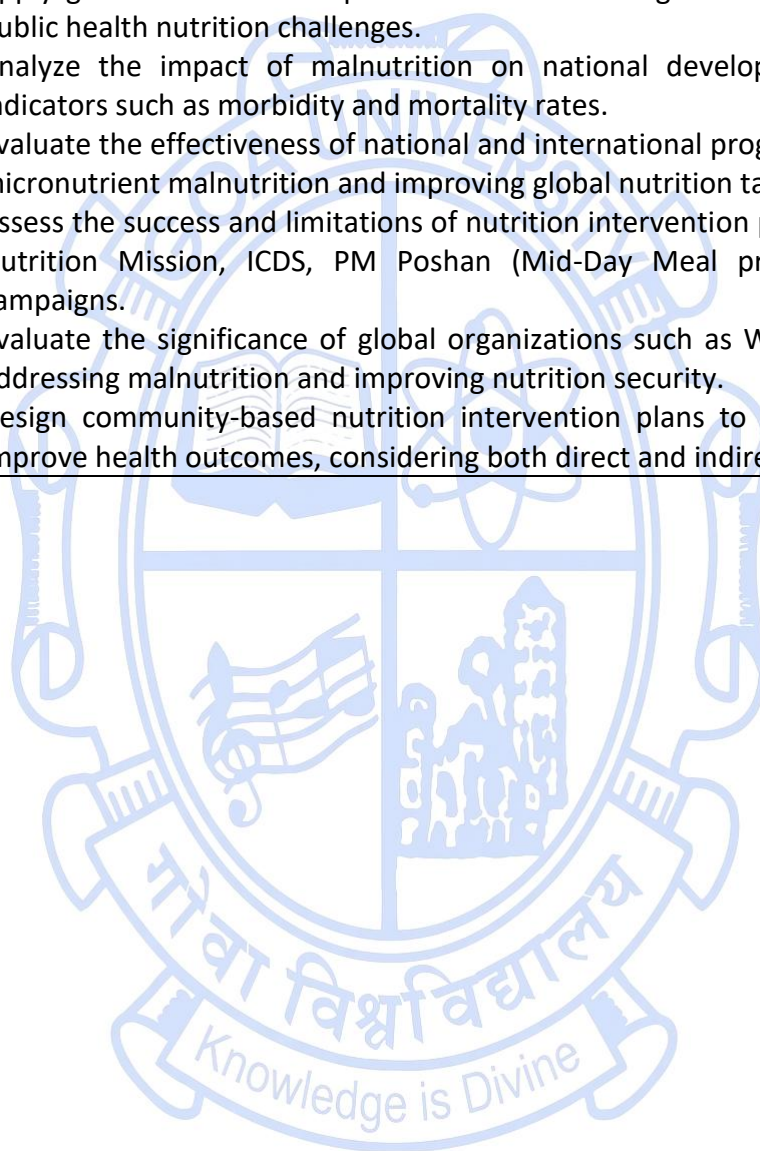 ublic health nutrition challenges.
nalyze the impact of malnutrition on national develop
ndicators such as morbidity and mortality rates.
valuate the effectiveness of national and international prog
nicronutrient malnutrition and improving global nutrition ta
ssess the success and limitations of nutrition intervention p
utrition Mission, ICDS, PM Poshan (Mid-Day Meal pr
ampaigns.
valuate the significance of global organizations such as W
ddressing malnutrition and improving nutrition security.
esign community-based nutrition intervention plans to
mprove health outcomes, considering both direct and indire
GOA UNIVERSITY
गोंवा विश्वविद्यालय
Knowledge is Divine